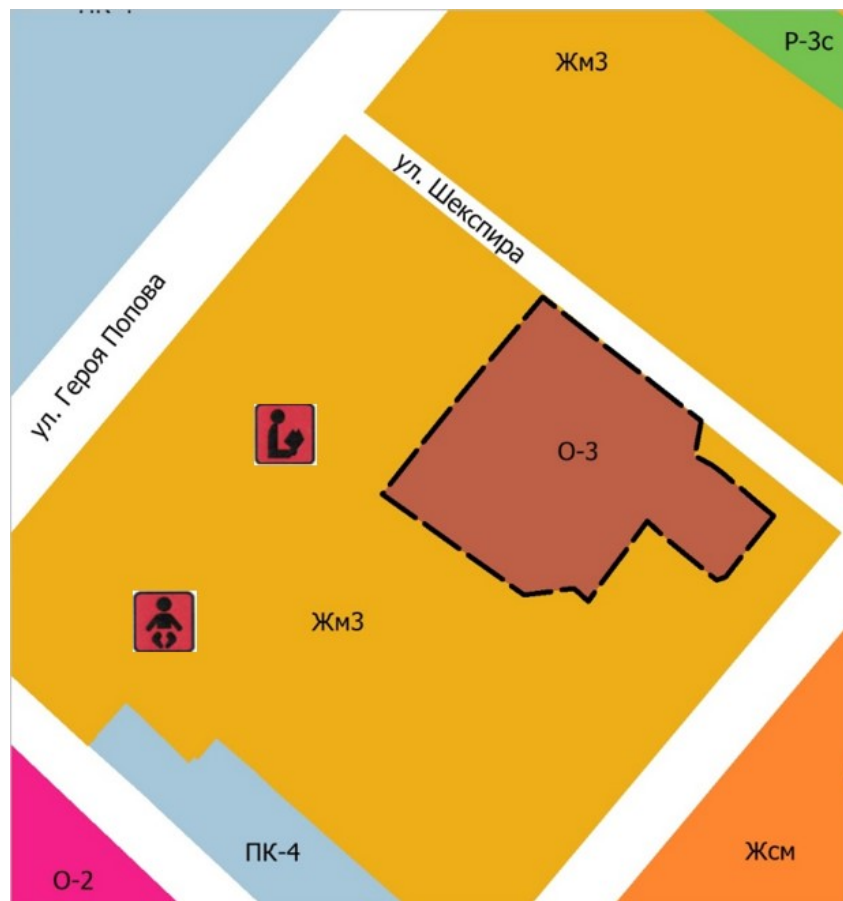 Р-3с
Жм3
ул. Шекспира
ул. Героя Попова
О-3
Жм3
ПК-4
Жсм
О-2